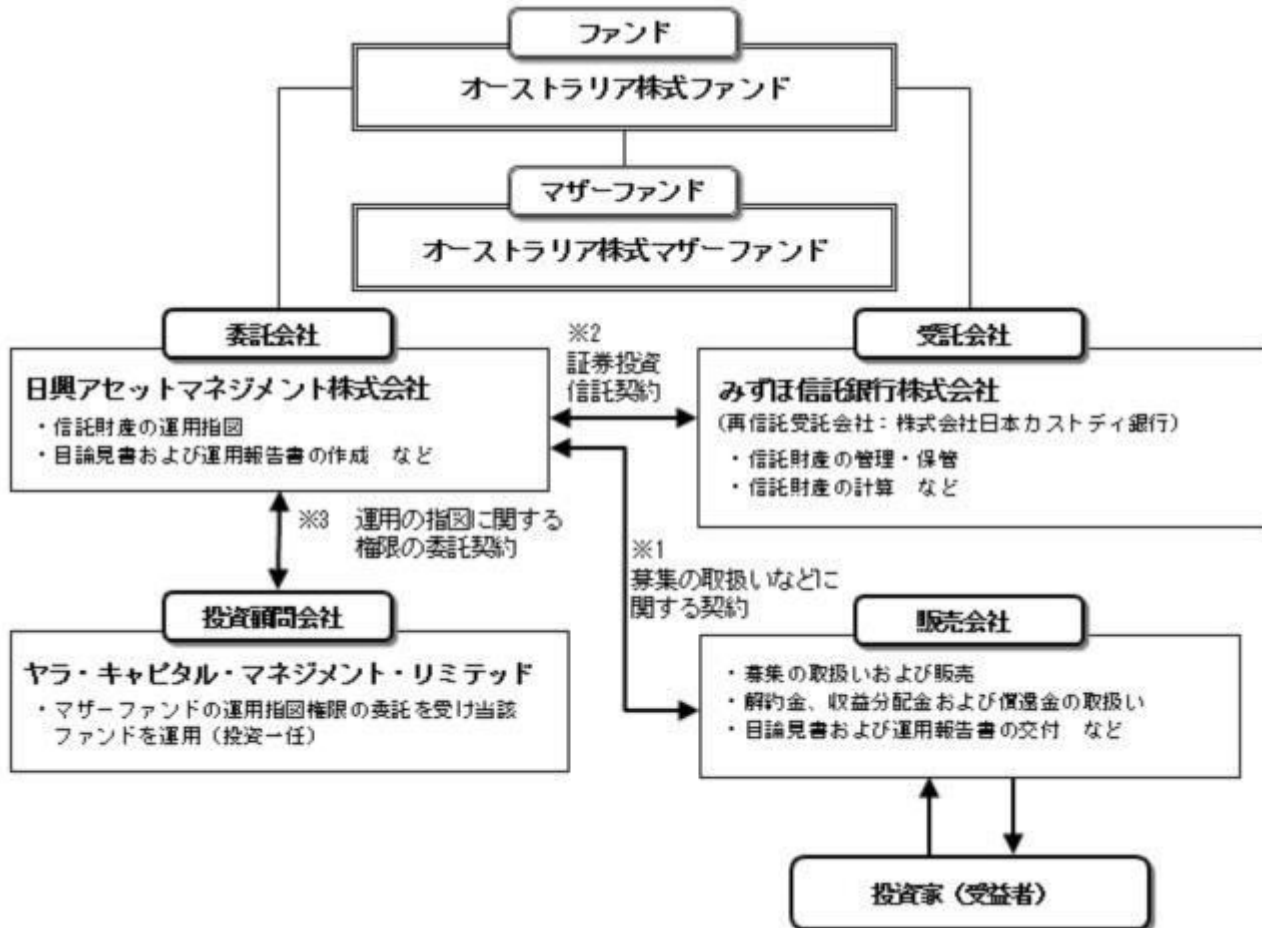 ファンド
オーストラリア株式ファンド
マザーファンド
オーストラリア株式マザーファンド
委託会社
日興アセットマネジメント株式会社
・信託財産の運用指図
・目論見書および運用報告書の作成 など
※2
証券投資
信託契約
受託会社
みずほ信託銀行株式会社
(再信託受託会社:株式会社日本カストディ銀行)
・信託財産の管理・保管
・信託財産の計算 など
※3 運用の指図に関する
権限の委託契約
※1
募集の取扱いなどに
関する契約
投資顧問会社
ヤラ・キャピタル・マネジメント・リミテッド
・マザーファンドの運用指図権限の委託を受け当該
ファンドを運用(投資一任)
販売会社
・募集の取扱いおよび販売
・解約金、収益分配金および償還金の取扱い
・目論見書および運用報告書の交付 など
投資家(受益者)